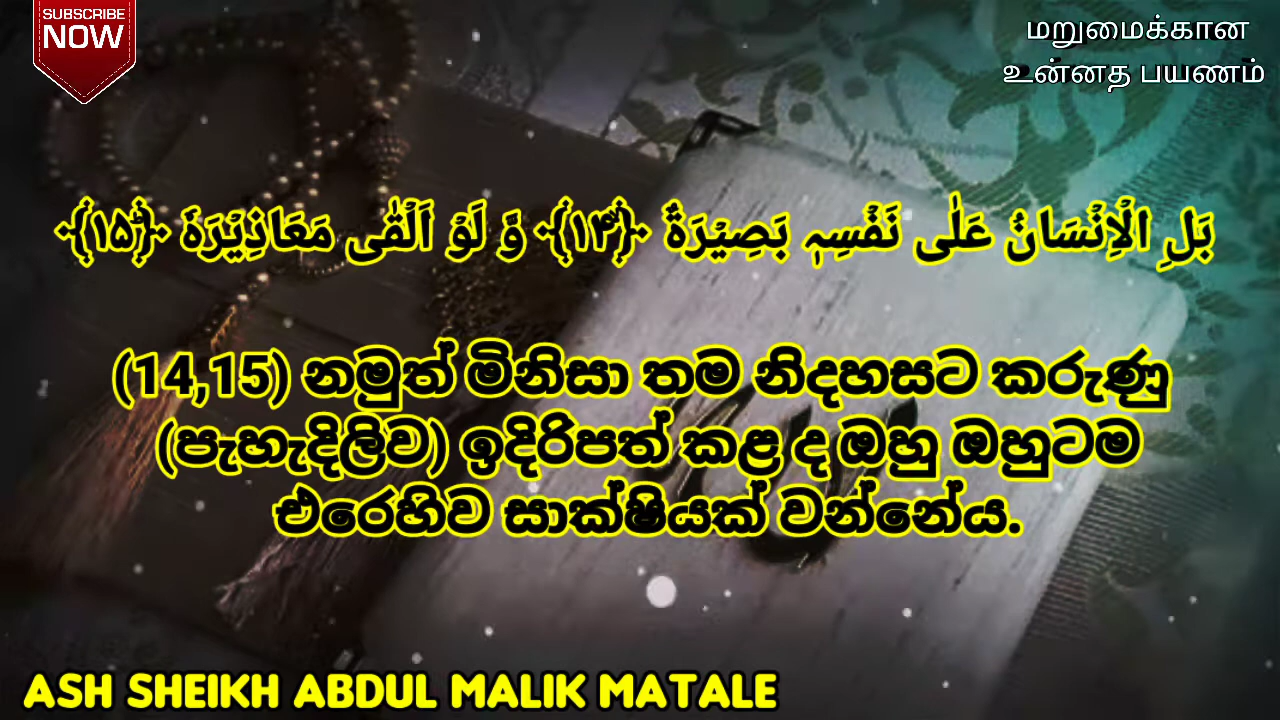 SUBSCRIBE
NOW
மறுமைக்கான
உன்னத பயணம்
بَلِ الۡاِنۡسَانُ عَلٰى نَفۡسِهٖ بَصِيۡرَةٌ ﴿۱۴﴾ وَّ لَوۡ اَلۡقٰى مَعَاذِيۡرَهٗ ﴿۱۵﴾
(14,15) නමුත් මිනිසා තම නිදහසට කරුණු
(පැහැදිලිව) ඉදිරිපත් කළ ද ඔහු ඔහුටම
එරෙහිව සාක්ෂියක් වන්නේය.
ASH SHEIKH ABDUL MALIK MATALE